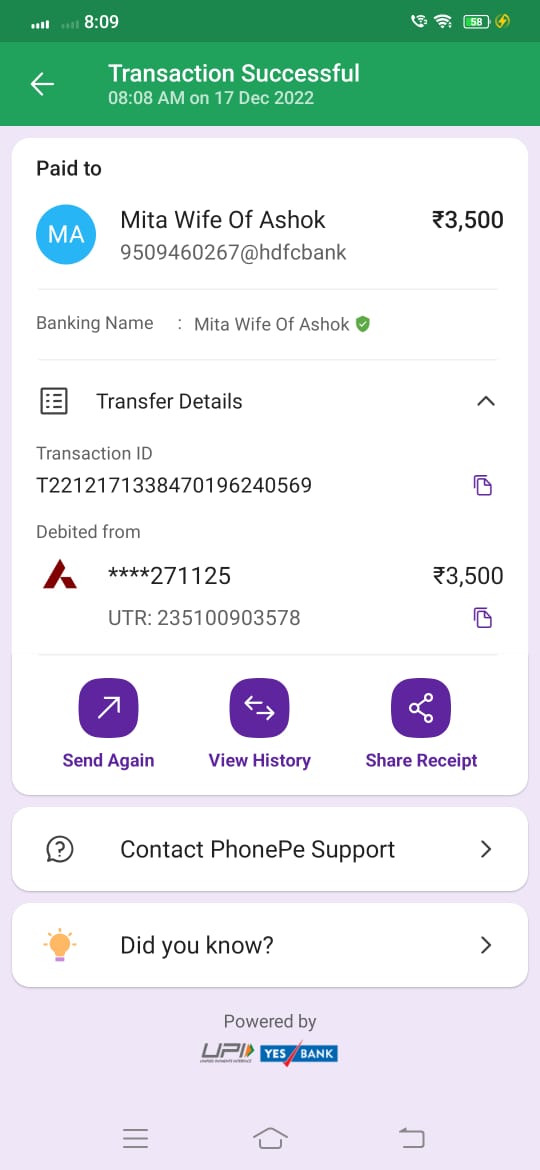 8:09
58
Transaction Successful
08:08 AM on 17 Dec 2022
Paid to
MA
Mita Wife Of Ashok ₹3,500
9509460267@hdfcbank
Banking Name : Mita Wife Of Ashok
Transfer Details
Transaction ID
T2212171338470196240569
Debited from
****271125 ₹3,500
UTR: 235100903578
Send Again View History Share Receipt
Contact PhonePe Support
Did you know?
Powered by
UPI YES BANK
UNIFIED PAYMENTS INTERFACE